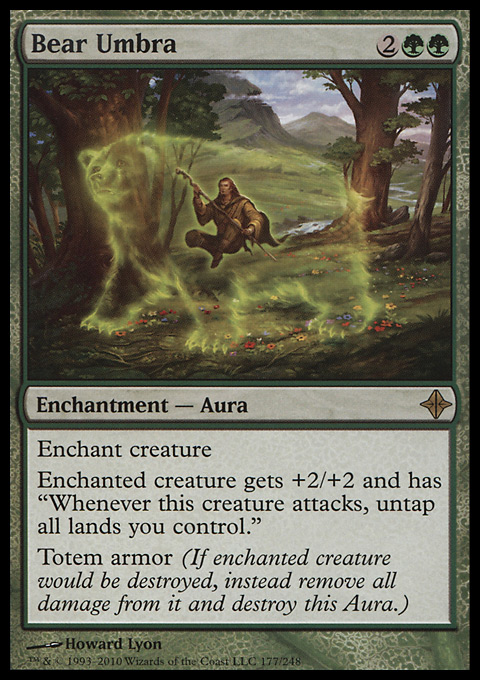 Bear Umbra 2
Enchantment — Aura
Enchant creature
Enchanted creature gets +2/+2 and has
“Whenever this creature attacks, untap
all lands you control.”
Totem armor (If enchanted creature
would be destroyed, instead remove all
damage from it and destroy this Aura.)
Howard Lyon
™ & © 1993–2010 Wizards of the Coast LLC 177/248